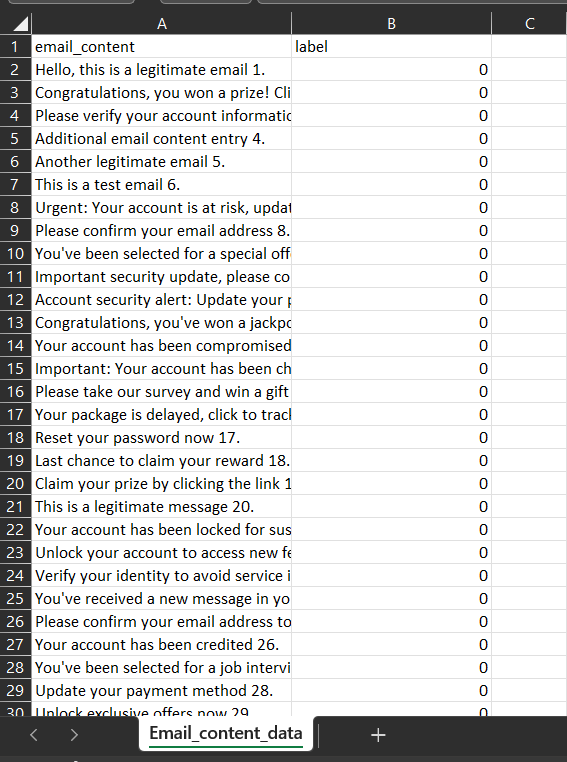 A B C
1 email_content label
2 Hello, this is a legitimate email 1. 0
3 Congratulations, you won a prize! Cli 0
4 Please verify your account informatic 0
5 Additional email content entry 4. 0
6 Another legitimate email 5. 0
7 This is a test email 6. 0
8 Urgent: Your account is at risk, updat 0
9 Please confirm your email address 8. 0
10 You've been selected for a special off 0
11 Important security update, please co 0
12 Account security alert: Update your p 0
13 Congratulations, you've won a jackpo 0
14 Your account has been compromised 0
15 Important: Your account has been ch 0
16 Please take our survey and win a gift 0
17 Your package is delayed, click to tracl 0
18 Reset your password now 17. 0
19 Last chance to claim your reward 18. 0
20 Claim your prize by clicking the link 1 0
21 This is a legitimate message 20. 0
22 Your account has been locked for sus 0
23 Unlock your account to access new fe 0
24 Verify your identity to avoid service i 0
25 You've received a new message in yo 0
26 Please confirm your email address to 0
27 Your account has been credited 26. 0
28 You've been selected for a job intervi 0
29 Update your payment method 28. 0
30 Unlock exclusive offers now 29 0
Email_content_data